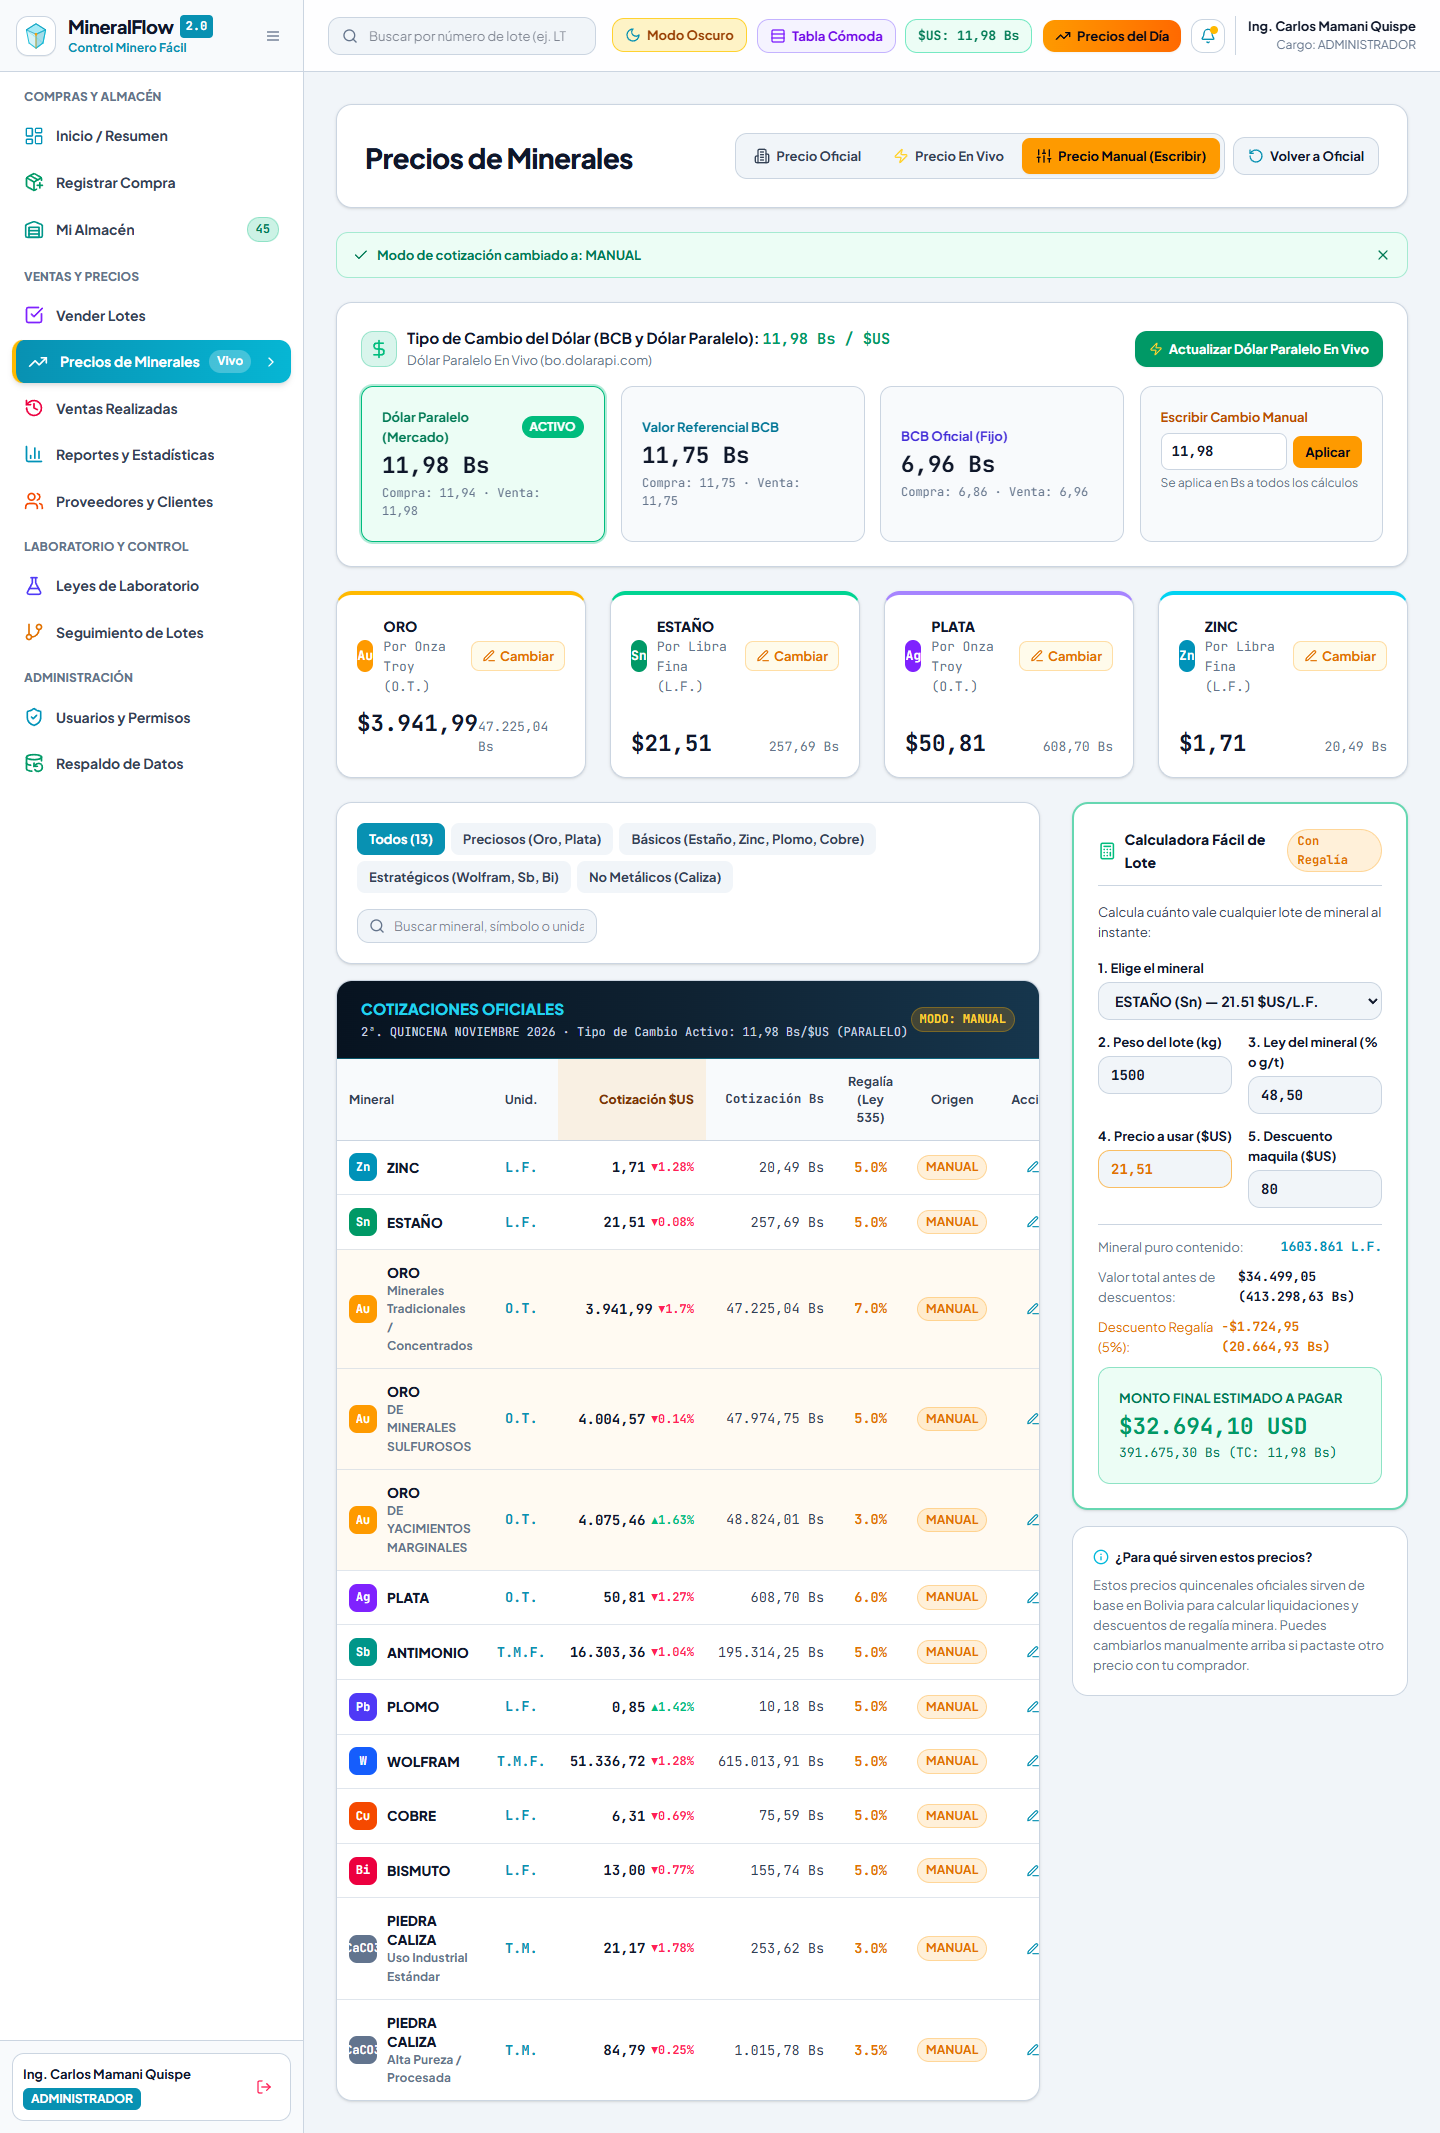 MineralFlow 2.0
Control Minero Fácil
Buscar por número de lote (ej. LT
Modo Oscuro
Tabla Cómoda
$US: 11,98 Bs
Precios del Día
Ing. Carlos Mamani Quispe
Cargo: ADMINISTRADOR
COMPRAS Y ALMACÉN
Inicio / Resumen
Registrar Compra
Mi Almacén 45
VENTAS Y PRECIOS
Vender Lotes
Precios de Minerales Vivo
Ventas Realizadas
Reportes y Estadísticas
Proveedores y Clientes
LABORATORIO Y CONTROL
Leyes de Laboratorio
Seguimiento de Lotes
ADMINISTRACIÓN
Usuarios y Permisos
Respaldo de Datos
Ing. Carlos Mamani Quispe
ADMINISTRADOR
Precios de Minerales
Precio Oficial
Precio En Vivo
Precio Manual (Escribir)
Volver a Oficial
Modo de cotización cambiado a: MANUAL
Tipo de Cambio del Dólar (BCB y Dólar Paralelo): 11,98 Bs / $US
Dólar Paralelo En Vivo (bo.dolarapi.com)
Actualizar Dólar Paralelo En Vivo
Dólar Paralelo
(Mercado)
ACTIVO
11,98 Bs
Compra: 11,94 · Venta:
11,98
Valor Referencial BCB
11,75 Bs
Compra: 11,75 · Venta:
11,75
BCB Oficial (Fijo)
6,96 Bs
Compra: 6,86 · Venta: 6,96
Escribir Cambio Manual
11,98
Aplicar
Se aplica en Bs a todos los cálculos
Au
ORO
Por Onza
Troy
(O.T.)
Cambiar
$3.941,99
47.225,04
Bs
Sn
ESTAÑO
Por Libra
Fina
(L.F.)
Cambiar
$21,51
257,69 Bs
Ag
PLATA
Por Onza
Troy
(O.T.)
Cambiar
$50,81
608,70 Bs
Zn
ZINC
Por Libra
Fina
(L.F.)
Cambiar
$1,71
20,49 Bs
Todos (13)
Preciosos (Oro, Plata)
Básicos (Estaño, Zinc, Plomo, Cobre)
Estratégicos (Wolfram, Sb, Bi)
No Metálicos (Caliza)
Buscar mineral, símbolo o unida
COTIZACIONES OFICIALES
2ª. QUINCENA NOVIEMBRE 2026 · Tipo de Cambio Activo: 11,98 Bs/$US (PARALELO)
MODO: MANUAL
Mineral
Unid.
Cotización $US
Cotización Bs
Regalía
(Ley
535)
Origen
Acci
Zn ZINC L.F. 1,71 ▼1.28% 20,49 Bs 5.0% MANUAL
Sn ESTAÑO L.F. 21,51 ▼0.08% 257,69 Bs 5.0% MANUAL
ORO
Minerales
Tradicionales
/
Concentrados
Au O.T. 3.941,99 ▼1.7% 47.225,04 Bs 7.0% MANUAL
ORO
DE
MINERALES
SULFUROSOS
Au O.T. 4.004,57 ▼0.14% 47.974,75 Bs 5.0% MANUAL
ORO
DE
YACIMIENTOS
MARGINALES
Au O.T. 4.075,46 ▲1.63% 48.824,01 Bs 3.0% MANUAL
Ag PLATA O.T. 50,81 ▼1.27% 608,70 Bs 6.0% MANUAL
Sb ANTIMONIO T.M.F. 16.303,36 ▼1.04% 195.314,25 Bs 5.0% MANUAL
Pb PLOMO L.F. 0,85 ▲1.42% 10,18 Bs 5.0% MANUAL
W WOLFRAM T.M.F. 51.336,72 ▼1.28% 615.013,91 Bs 5.0% MANUAL
Cu COBRE L.F. 6,31 ▼0.69% 75,59 Bs 5.0% MANUAL
Bi BISMUTO L.F. 13,00 ▼0.77% 155,74 Bs 5.0% MANUAL
PIEDRA
CALIZA
Uso Industrial
Estándar
CaCO3 T.M. 21,17 ▼1.78% 253,62 Bs 3.0% MANUAL
PIEDRA
CALIZA
Alta Pureza /
Procesada
CaCO3 T.M. 84,79 ▼0.25% 1.015,78 Bs 3.5% MANUAL
Calculadora Fácil de
Lote
Con
Regalía
Calcula cuánto vale cualquier lote de mineral al
instante:
1. Elige el mineral
ESTAÑO (Sn) — 21.51 $US/L.F.
2. Peso del lote (kg)
1500
3. Ley del mineral (%
o g/t)
48,50
4. Precio a usar ($US)
21,51
5. Descuento
maquila ($US)
80
Mineral puro contenido: 1603.861 L.F.
Valor total antes de
descuentos:
$34.499,05
(413.298,63 Bs)
Descuento Regalía
(5%):
-$1.724,95
(20.664,93 Bs)
MONTO FINAL ESTIMADO A PAGAR
$32.694,10 USD
391.675,30 Bs (TC: 11,98 Bs)
¿Para qué sirven estos precios?
Estos precios quincenales oficiales sirven de
base en Bolivia para calcular liquidaciones y
descuentos de regalía minera. Puedes
cambiarlos manualmente arriba si pactaste otro
precio con tu comprador.